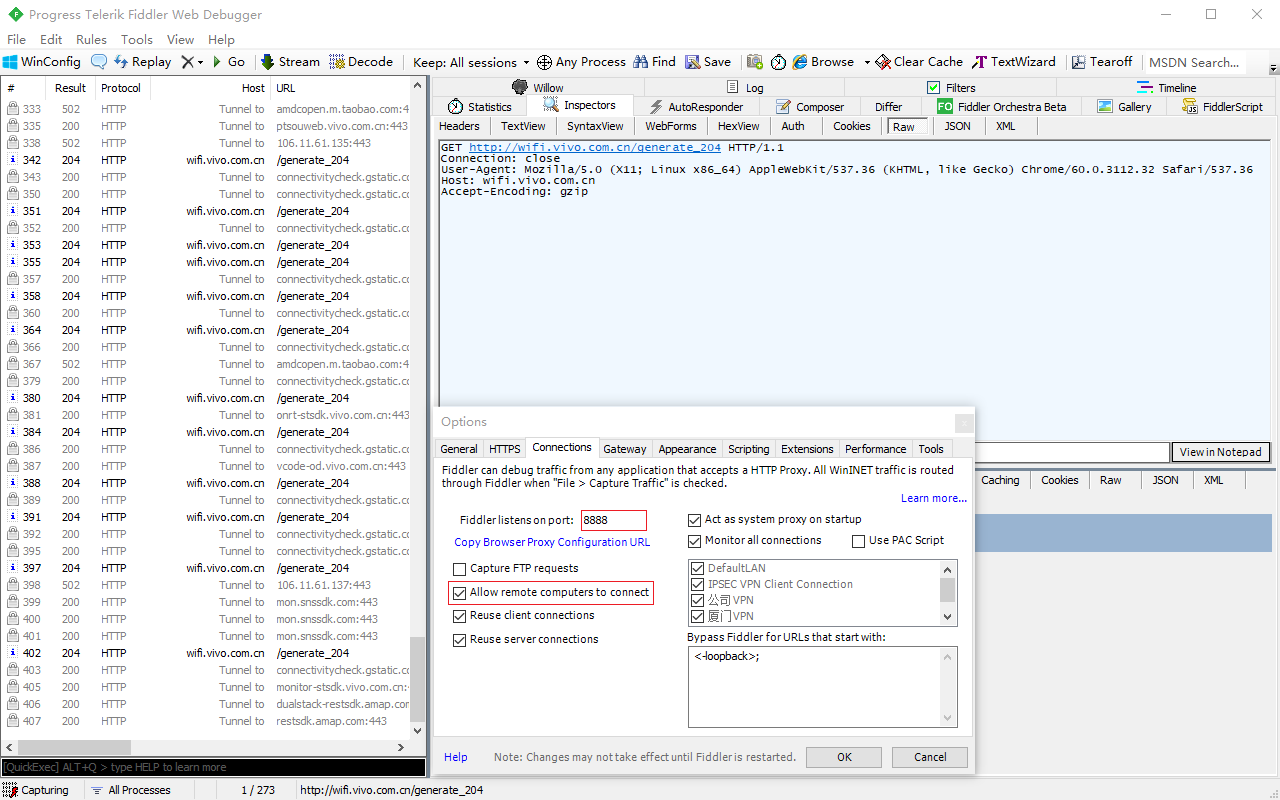 Progress Telerik Fiddler Web Debugger
File Edit Rules Tools View Help
WinConfig Replay Go Stream Decode Keep: All sessions Any Process Find Save Browse Clear Cache TextWizard Tearoff MSDN Search...
# Result Protocol Host URL
333 502 HTTP Tunnel to amdcopen.m.taobao.com:4
335 200 HTTP Tunnel to ptsouweb.vivo.com.cn:443
338 502 HTTP Tunnel to 106.11.61.135:443
342 204 HTTP wifi.vivo.com.cn /generate_204
343 200 HTTP Tunnel to connectivitycheck.gstatic.c
350 200 HTTP Tunnel to connectivitycheck.gstatic.c
351 204 HTTP wifi.vivo.com.cn /generate_204
352 200 HTTP Tunnel to connectivitycheck.gstatic.c
353 204 HTTP wifi.vivo.com.cn /generate_204
355 204 HTTP wifi.vivo.com.cn /generate_204
357 200 HTTP Tunnel to connectivitycheck.gstatic.c
358 204 HTTP wifi.vivo.com.cn /generate_204
360 200 HTTP Tunnel to connectivitycheck.gstatic.c
364 204 HTTP wifi.vivo.com.cn /generate_204
366 200 HTTP Tunnel to connectivitycheck.gstatic.c
367 502 HTTP Tunnel to amdcopen.m.taobao.com:4
379 200 HTTP Tunnel to connectivitycheck.gstatic.c
380 204 HTTP wifi.vivo.com.cn /generate_204
381 200 HTTP Tunnel to onrt-stsdk.vivo.com.cn:443
384 204 HTTP wifi.vivo.com.cn /generate_204
386 200 HTTP Tunnel to connectivitycheck.gstatic.c
387 200 HTTP Tunnel to vcode-od.vivo.com.cn:443
388 204 HTTP wifi.vivo.com.cn /generate_204
389 200 HTTP Tunnel to connectivitycheck.gstatic.c
391 204 HTTP wifi.vivo.com.cn /generate_204
392 200 HTTP Tunnel to connectivitycheck.gstatic.c
395 200 HTTP Tunnel to connectivitycheck.gstatic.c
397 204 HTTP wifi.vivo.com.cn /generate_204
398 502 HTTP Tunnel to 106.11.61.137:443
399 200 HTTP Tunnel to mon.snssdk.com:443
400 200 HTTP Tunnel to mon.snssdk.com:443
401 200 HTTP Tunnel to mon.snssdk.com:443
402 204 HTTP wifi.vivo.com.cn /generate_204
403 200 HTTP Tunnel to connectivitycheck.gstatic.c
405 200 HTTP Tunnel to monitor-stsdk.vivo.com.cn:
406 200 HTTP Tunnel to dualstack-restsdk.amap.com
407 200 HTTP Tunnel to restsdk.amap.com:443
[QuickExec] ALT+Q > type HELP to learn more
Capturing All Processes 1 / 273 http://wifi.vivo.com.cn/generate_204
Willow Log Filters Timeline
Statistics Inspectors AutoResponder Composer Differ FO Fiddler Orchestra Beta Gallery FiddlerScript
Headers TextView SyntaxView WebForms HexView Auth Cookies Raw JSON XML
GET http://wifi.vivo.com.cn/generate_204 HTTP/1.1
Connection: close
User-Agent: Mozilla/5.0 (X11; Linux x86_64) AppleWebKit/537.36 (KHTML, like Gecko) Chrome/60.0.3112.32 Safari/537.36
Host: wifi.vivo.com.cn
Accept-Encoding: gzip
View in Notepad
Caching Cookies Raw JSON XML
Options
General HTTPS Connections Gateway Appearance Scripting Extensions Performance Tools
Fiddler can debug traffic from any application that accepts a HTTP Proxy. All WinINET traffic is routed
through Fiddler when "File > Capture Traffic" is checked.
Learn more...
Fiddler listens on port: 8888
Copy Browser Proxy Configuration URL
Capture FTP requests
Allow remote computers to connect
Reuse client connections
Reuse server connections
Act as system proxy on startup
Monitor all connections Use PAC Script
DefaultLAN
IPSEC VPN Client Connection
公司VPN
厦门VPN
Bypass Fiddler for URLs that start with:
<-loopback>;
Help Note: Changes may not take effect until Fiddler is restarted. OK Cancel